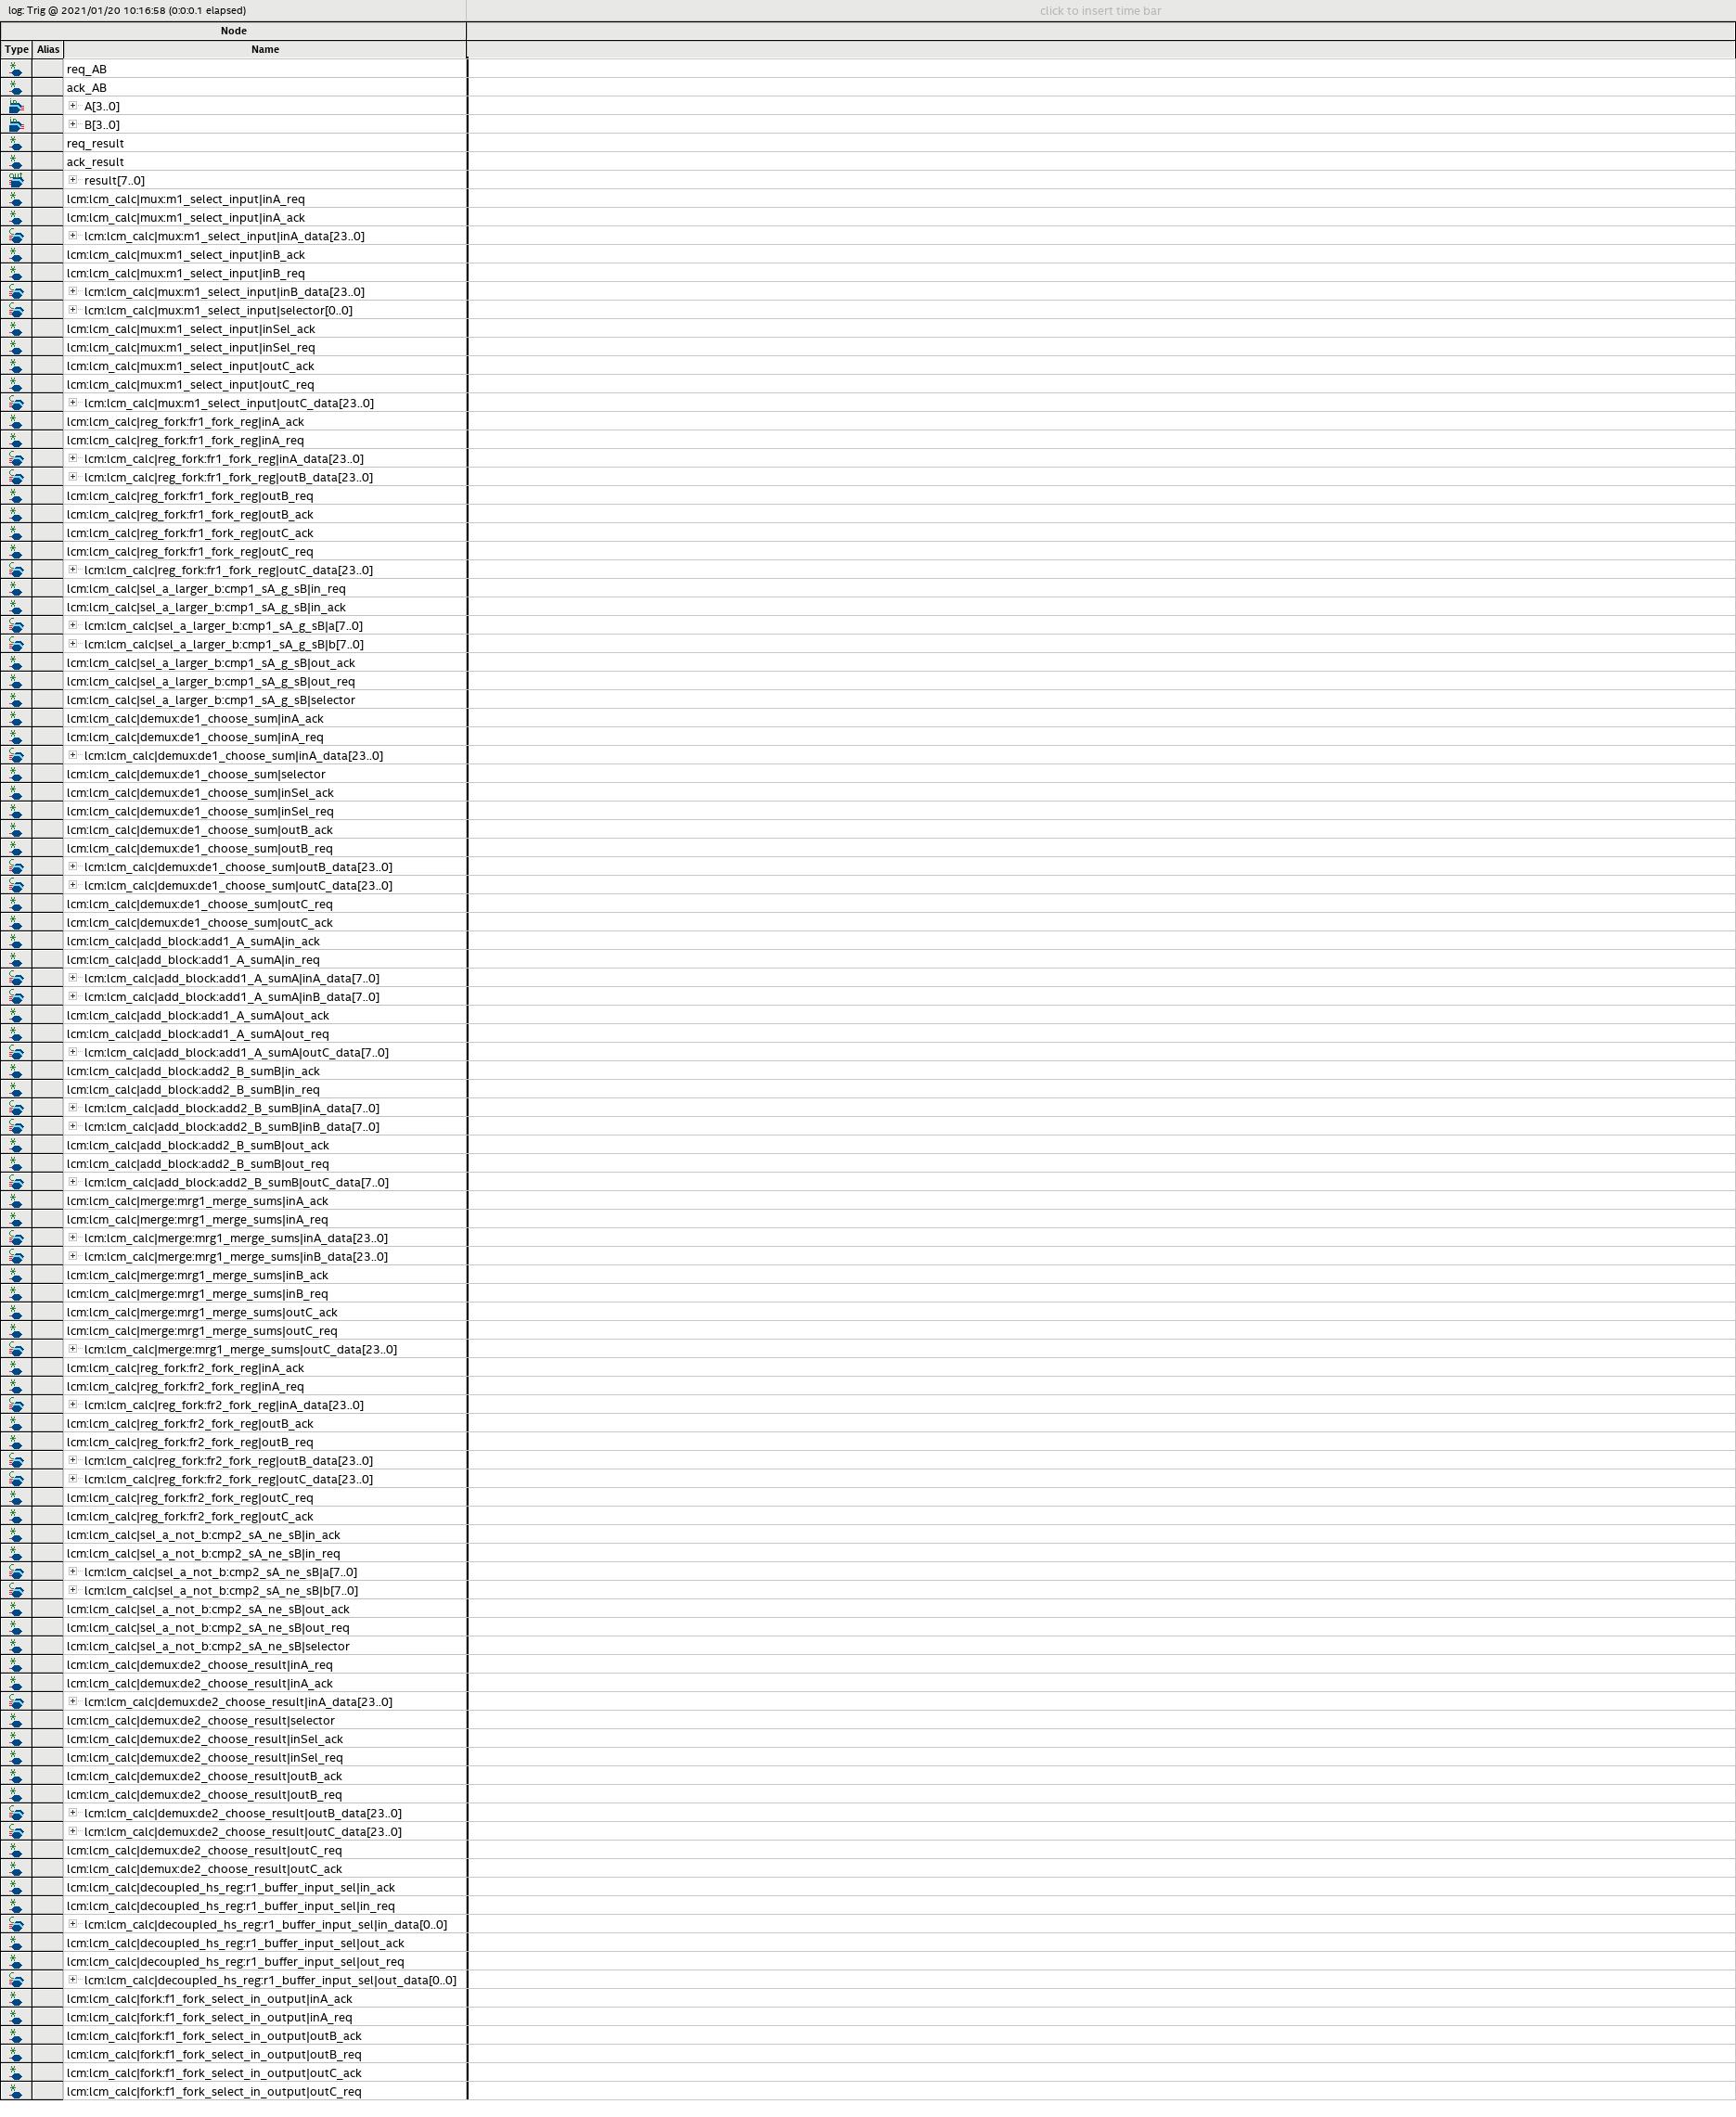 log: Trig @ 2021/01/20 10:16:58 (0:0:0.1 elapsed)
click to insert time bar
Node
Type Alias Name
req_AB
ack_AB
A[3..0]
B[3..0]
req_result
ack_result
result[7..0]
lcm:lcm_calc|mux:m1_select_input|inA_req
lcm:lcm_calc|mux:m1_select_input|inA_ack
lcm:lcm_calc|mux:m1_select_input|inA_data[23..0]
lcm:lcm_calc|mux:m1_select_input|inB_ack
lcm:lcm_calc|mux:m1_select_input|inB_req
lcm:lcm_calc|mux:m1_select_input|inB_data[23..0]
lcm:lcm_calc|mux:m1_select_input|selector[0..0]
lcm:lcm_calc|mux:m1_select_input|inSel_ack
lcm:lcm_calc|mux:m1_select_input|inSel_req
lcm:lcm_calc|mux:m1_select_input|outC_ack
lcm:lcm_calc|mux:m1_select_input|outC_req
lcm:lcm_calc|mux:m1_select_input|outC_data[23..0]
lcm:lcm_calc|reg_fork:fr1_fork_reg|inA_ack
lcm:lcm_calc|reg_fork:fr1_fork_reg|inA_req
lcm:lcm_calc|reg_fork:fr1_fork_reg|inA_data[23..0]
lcm:lcm_calc|reg_fork:fr1_fork_reg|outB_data[23..0]
lcm:lcm_calc|reg_fork:fr1_fork_reg|outB_req
lcm:lcm_calc|reg_fork:fr1_fork_reg|outB_ack
lcm:lcm_calc|reg_fork:fr1_fork_reg|outC_ack
lcm:lcm_calc|reg_fork:fr1_fork_reg|outC_req
lcm:lcm_calc|reg_fork:fr1_fork_reg|outC_data[23..0]
lcm:lcm_calc|sel_a_larger_b:cmp1_sA_g_sB|in_req
lcm:lcm_calc|sel_a_larger_b:cmp1_sA_g_sB|in_ack
lcm:lcm_calc|sel_a_larger_b:cmp1_sA_g_sB|a[7..0]
lcm:lcm_calc|sel_a_larger_b:cmp1_sA_g_sB|b[7..0]
lcm:lcm_calc|sel_a_larger_b:cmp1_sA_g_sB|out_ack
lcm:lcm_calc|sel_a_larger_b:cmp1_sA_g_sB|out_req
lcm:lcm_calc|sel_a_larger_b:cmp1_sA_g_sB|selector
lcm:lcm_calc|demux:de1_choose_sum|inA_ack
lcm:lcm_calc|demux:de1_choose_sum|inA_req
lcm:lcm_calc|demux:de1_choose_sum|inA_data[23..0]
lcm:lcm_calc|demux:de1_choose_sum|selector
lcm:lcm_calc|demux:de1_choose_sum|inSel_ack
lcm:lcm_calc|demux:de1_choose_sum|inSel_req
lcm:lcm_calc|demux:de1_choose_sum|outB_ack
lcm:lcm_calc|demux:de1_choose_sum|outB_req
lcm:lcm_calc|demux:de1_choose_sum|outB_data[23..0]
lcm:lcm_calc|demux:de1_choose_sum|outC_data[23..0]
lcm:lcm_calc|demux:de1_choose_sum|outC_req
lcm:lcm_calc|demux:de1_choose_sum|outC_ack
lcm:lcm_calc|add_block:add1_A_sumA|in_ack
lcm:lcm_calc|add_block:add1_A_sumA|in_req
lcm:lcm_calc|add_block:add1_A_sumA|inA_data[7..0]
lcm:lcm_calc|add_block:add1_A_sumA|inB_data[7..0]
lcm:lcm_calc|add_block:add1_A_sumA|out_ack
lcm:lcm_calc|add_block:add1_A_sumA|out_req
lcm:lcm_calc|add_block:add1_A_sumA|outC_data[7..0]
lcm:lcm_calc|add_block:add2_B_sumB|in_ack
lcm:lcm_calc|add_block:add2_B_sumB|in_req
lcm:lcm_calc|add_block:add2_B_sumB|inA_data[7..0]
lcm:lcm_calc|add_block:add2_B_sumB|inB_data[7..0]
lcm:lcm_calc|add_block:add2_B_sumB|out_ack
lcm:lcm_calc|add_block:add2_B_sumB|out_req
lcm:lcm_calc|add_block:add2_B_sumB|outC_data[7..0]
lcm:lcm_calc|merge:mrg1_merge_sums|inA_ack
lcm:lcm_calc|merge:mrg1_merge_sums|inA_req
lcm:lcm_calc|merge:mrg1_merge_sums|inA_data[23..0]
lcm:lcm_calc|merge:mrg1_merge_sums|inB_data[23..0]
lcm:lcm_calc|merge:mrg1_merge_sums|inB_ack
lcm:lcm_calc|merge:mrg1_merge_sums|inB_req
lcm:lcm_calc|merge:mrg1_merge_sums|outC_ack
lcm:lcm_calc|merge:mrg1_merge_sums|outC_req
lcm:lcm_calc|merge:mrg1_merge_sums|outC_data[23..0]
lcm:lcm_calc|reg_fork:fr2_fork_reg|inA_ack
lcm:lcm_calc|reg_fork:fr2_fork_reg|inA_req
lcm:lcm_calc|reg_fork:fr2_fork_reg|inA_data[23..0]
lcm:lcm_calc|reg_fork:fr2_fork_reg|outB_ack
lcm:lcm_calc|reg_fork:fr2_fork_reg|outB_req
lcm:lcm_calc|reg_fork:fr2_fork_reg|outB_data[23..0]
lcm:lcm_calc|reg_fork:fr2_fork_reg|outC_data[23..0]
lcm:lcm_calc|reg_fork:fr2_fork_reg|outC_req
lcm:lcm_calc|reg_fork:fr2_fork_reg|outC_ack
lcm:lcm_calc|sel_a_not_b:cmp2_sA_ne_sB|in_ack
lcm:lcm_calc|sel_a_not_b:cmp2_sA_ne_sB|in_req
lcm:lcm_calc|sel_a_not_b:cmp2_sA_ne_sB|a[7..0]
lcm:lcm_calc|sel_a_not_b:cmp2_sA_ne_sB|b[7..0]
lcm:lcm_calc|sel_a_not_b:cmp2_sA_ne_sB|out_ack
lcm:lcm_calc|sel_a_not_b:cmp2_sA_ne_sB|out_req
lcm:lcm_calc|sel_a_not_b:cmp2_sA_ne_sB|selector
lcm:lcm_calc|demux:de2_choose_result|inA_req
lcm:lcm_calc|demux:de2_choose_result|inA_ack
lcm:lcm_calc|demux:de2_choose_result|inA_data[23..0]
lcm:lcm_calc|demux:de2_choose_result|selector
lcm:lcm_calc|demux:de2_choose_result|inSel_ack
lcm:lcm_calc|demux:de2_choose_result|inSel_req
lcm:lcm_calc|demux:de2_choose_result|outB_ack
lcm:lcm_calc|demux:de2_choose_result|outB_req
lcm:lcm_calc|demux:de2_choose_result|outB_data[23..0]
lcm:lcm_calc|demux:de2_choose_result|outC_data[23..0]
lcm:lcm_calc|demux:de2_choose_result|outC_req
lcm:lcm_calc|demux:de2_choose_result|outC_ack
lcm:lcm_calc|decoupled_hs_reg:r1_buffer_input_sel|in_ack
lcm:lcm_calc|decoupled_hs_reg:r1_buffer_input_sel|in_req
lcm:lcm_calc|decoupled_hs_reg:r1_buffer_input_sel|in_data[0..0]
lcm:lcm_calc|decoupled_hs_reg:r1_buffer_input_sel|out_ack
lcm:lcm_calc|decoupled_hs_reg:r1_buffer_input_sel|out_req
lcm:lcm_calc|decoupled_hs_reg:r1_buffer_input_sel|out_data[0..0]
lcm:lcm_calc|fork:f1_fork_select_in_output|inA_ack
lcm:lcm_calc|fork:f1_fork_select_in_output|inA_req
lcm:lcm_calc|fork:f1_fork_select_in_output|outB_ack
lcm:lcm_calc|fork:f1_fork_select_in_output|outB_req
lcm:lcm_calc|fork:f1_fork_select_in_output|outC_ack
lcm:lcm_calc|fork:f1_fork_select_in_output|outC_req